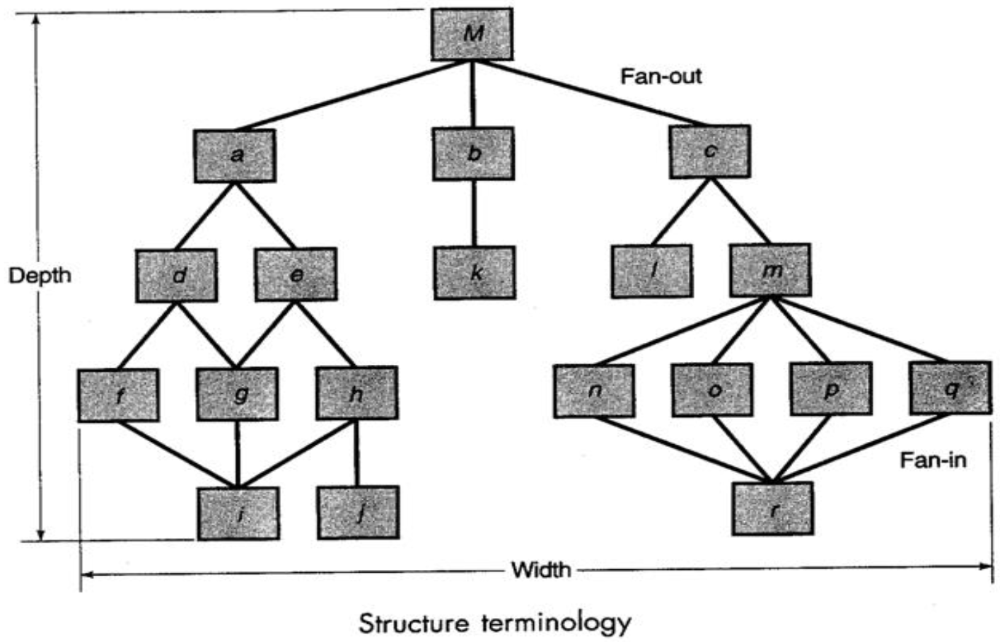 M
Fan-out
a
b
c
Depth
d
e
k
l
m
f
g
h
n
o
p
q
Fan-in
i
j
r
Width
Structure terminology